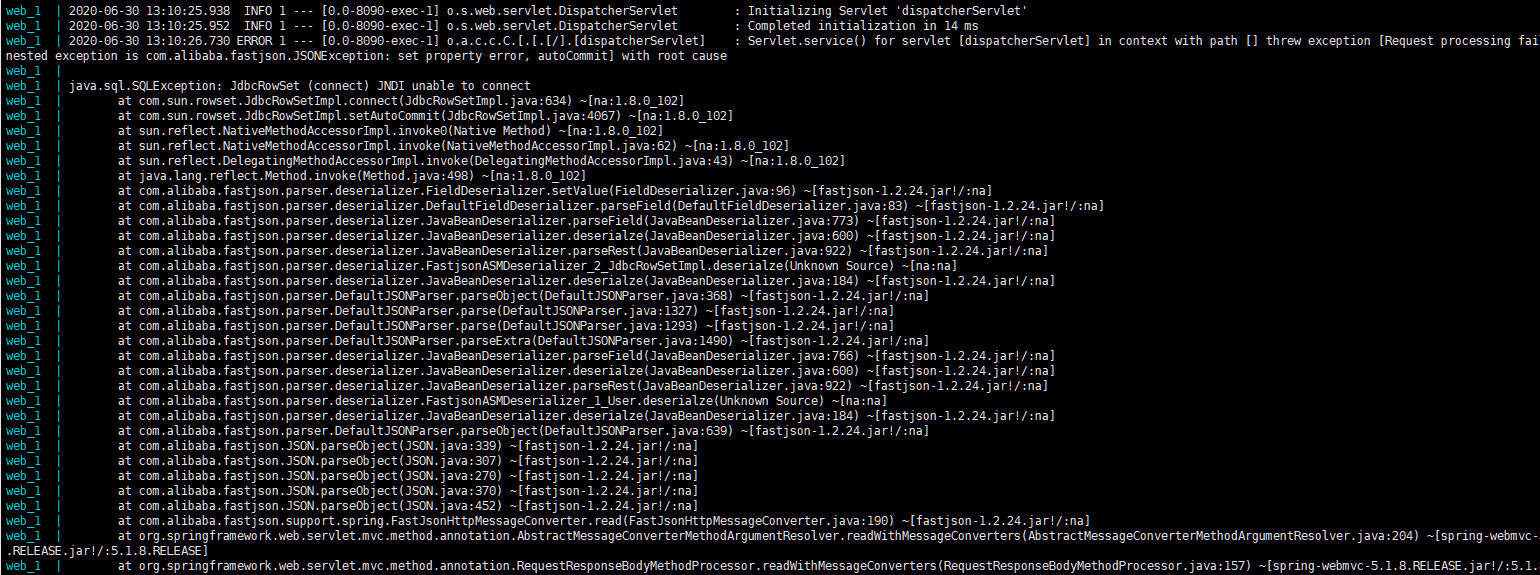 web_1  | 2020-06-30 13:10:25.938  INFO 1 --- [0.0-8090-exec-1] o.s.web.servlet.DispatcherServlet        : Initializing Servlet 'dispatcherServlet'
web_1  | 2020-06-30 13:10:25.952  INFO 1 --- [0.0-8090-exec-1] o.s.web.servlet.DispatcherServlet        : Completed initialization in 14 ms
web_1  | 2020-06-30 13:10:26.730 ERROR 1 --- [0.0-8090-exec-1] o.a.c.c.C.[.[.[/].[dispatcherServlet]    : Servlet.service() for servlet [dispatcherServlet] in context with path [] threw exception [Request processing fai
nested exception is com.alibaba.fastjson.JSONException: set property error, autoCommit] with root cause
web_1  |
web_1  | java.sql.SQLException: JdbcRowSet (connect) JNDI unable to connect
web_1  |        at com.sun.rowset.JdbcRowSetImpl.connect(JdbcRowSetImpl.java:634) ~[na:1.8.0_102]
web_1  |        at com.sun.rowset.JdbcRowSetImpl.setAutoCommit(JdbcRowSetImpl.java:4067) ~[na:1.8.0_102]
web_1  |        at sun.reflect.NativeMethodAccessorImpl.invoke0(Native Method) ~[na:1.8.0_102]
web_1  |        at sun.reflect.NativeMethodAccessorImpl.invoke(NativeMethodAccessorImpl.java:62) ~[na:1.8.0_102]
web_1  |        at sun.reflect.DelegatingMethodAccessorImpl.invoke(DelegatingMethodAccessorImpl.java:43) ~[na:1.8.0_102]
web_1  |        at java.lang.reflect.Method.invoke(Method.java:498) ~[na:1.8.0_102]
web_1  |        at com.alibaba.fastjson.parser.deserializer.FieldDeserializer.setValue(FieldDeserializer.java:96) ~[fastjson-1.2.24.jar!/:na]
web_1  |        at com.alibaba.fastjson.parser.deserializer.DefaultFieldDeserializer.parseField(DefaultFieldDeserializer.java:83) ~[fastjson-1.2.24.jar!/:na]
web_1  |        at com.alibaba.fastjson.parser.deserializer.JavaBeanDeserializer.parseField(JavaBeanDeserializer.java:773) ~[fastjson-1.2.24.jar!/:na]
web_1  |        at com.alibaba.fastjson.parser.deserializer.JavaBeanDeserializer.deserialze(JavaBeanDeserializer.java:600) ~[fastjson-1.2.24.jar!/:na]
web_1  |        at com.alibaba.fastjson.parser.deserializer.JavaBeanDeserializer.parseRest(JavaBeanDeserializer.java:922) ~[fastjson-1.2.24.jar!/:na]
web_1  |        at com.alibaba.fastjson.parser.deserializer.FastjsonASMDeserializer_2_JdbcRowSetImpl.deserialze(Unknown Source) ~[na:na]
web_1  |        at com.alibaba.fastjson.parser.deserializer.JavaBeanDeserializer.deserialze(JavaBeanDeserializer.java:184) ~[fastjson-1.2.24.jar!/:na]
web_1  |        at com.alibaba.fastjson.parser.DefaultJSONParser.parseObject(DefaultJSONParser.java:368) ~[fastjson-1.2.24.jar!/:na]
web_1  |        at com.alibaba.fastjson.parser.DefaultJSONParser.parse(DefaultJSONParser.java:1327) ~[fastjson-1.2.24.jar!/:na]
web_1  |        at com.alibaba.fastjson.parser.DefaultJSONParser.parse(DefaultJSONParser.java:1293) ~[fastjson-1.2.24.jar!/:na]
web_1  |        at com.alibaba.fastjson.parser.DefaultJSONParser.parseExtra(DefaultJSONParser.java:1490) ~[fastjson-1.2.24.jar!/:na]
web_1  |        at com.alibaba.fastjson.parser.deserializer.JavaBeanDeserializer.parseField(JavaBeanDeserializer.java:766) ~[fastjson-1.2.24.jar!/:na]
web_1  |        at com.alibaba.fastjson.parser.deserializer.JavaBeanDeserializer.deserialze(JavaBeanDeserializer.java:600) ~[fastjson-1.2.24.jar!/:na]
web_1  |        at com.alibaba.fastjson.parser.deserializer.JavaBeanDeserializer.parseRest(JavaBeanDeserializer.java:922) ~[fastjson-1.2.24.jar!/:na]
web_1  |        at com.alibaba.fastjson.parser.deserializer.FastjsonASMDeserializer_1_User.deserialze(Unknown Source) ~[na:na]
web_1  |        at com.alibaba.fastjson.parser.deserializer.JavaBeanDeserializer.deserialze(JavaBeanDeserializer.java:184) ~[fastjson-1.2.24.jar!/:na]
web_1  |        at com.alibaba.fastjson.parser.DefaultJSONParser.parseObject(DefaultJSONParser.java:639) ~[fastjson-1.2.24.jar!/:na]
web_1  |        at com.alibaba.fastjson.JSON.parseObject(JSON.java:339) ~[fastjson-1.2.24.jar!/:na]
web_1  |        at com.alibaba.fastjson.JSON.parseObject(JSON.java:307) ~[fastjson-1.2.24.jar!/:na]
web_1  |        at com.alibaba.fastjson.JSON.parseObject(JSON.java:270) ~[fastjson-1.2.24.jar!/:na]
web_1  |        at com.alibaba.fastjson.JSON.parseObject(JSON.java:370) ~[fastjson-1.2.24.jar!/:na]
web_1  |        at com.alibaba.fastjson.JSON.parseObject(JSON.java:452) ~[fastjson-1.2.24.jar!/:na]
web_1  |        at com.alibaba.fastjson.support.spring.FastJsonHttpMessageConverter.read(FastJsonHttpMessageConverter.java:190) ~[fastjson-1.2.24.jar!/:na]
web_1  |        at org.springframework.web.servlet.mvc.method.annotation.AbstractMessageConverterMethodArgumentResolver.readWithMessageConverters(AbstractMessageConverterMethodArgumentResolver.java:204) ~[spring-webmvc-
.RELEASE.jar!/:5.1.8.RELEASE]
web_1  |        at org.springframework.web.servlet.mvc.method.annotation.RequestResponseBodyMethodProcessor.readWithMessageConverters(RequestResponseBodyMethodProcessor.java:157) ~[spring-webmvc-5.1.8.RELEASE.jar!/:5.1.